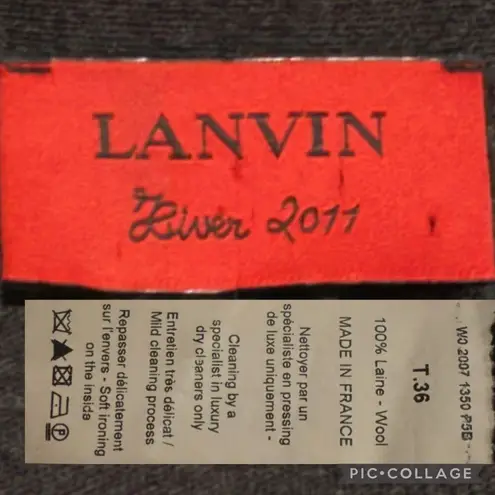 LANVIN
Hiver 2011
W0 2007 1350 P5B
T.36
100% Laine - Wool
MADE IN FRANCE
Nettoyer par un
spécialiste en pressing
de luxe uniquement -
Cleaning by a
specialist in luxury
dry cleaners only
Entretien très délicat /
Mild cleaning process
Repasser délicatement
sur l'envers - Soft ironing
on the inside
PIC•COLLAGE